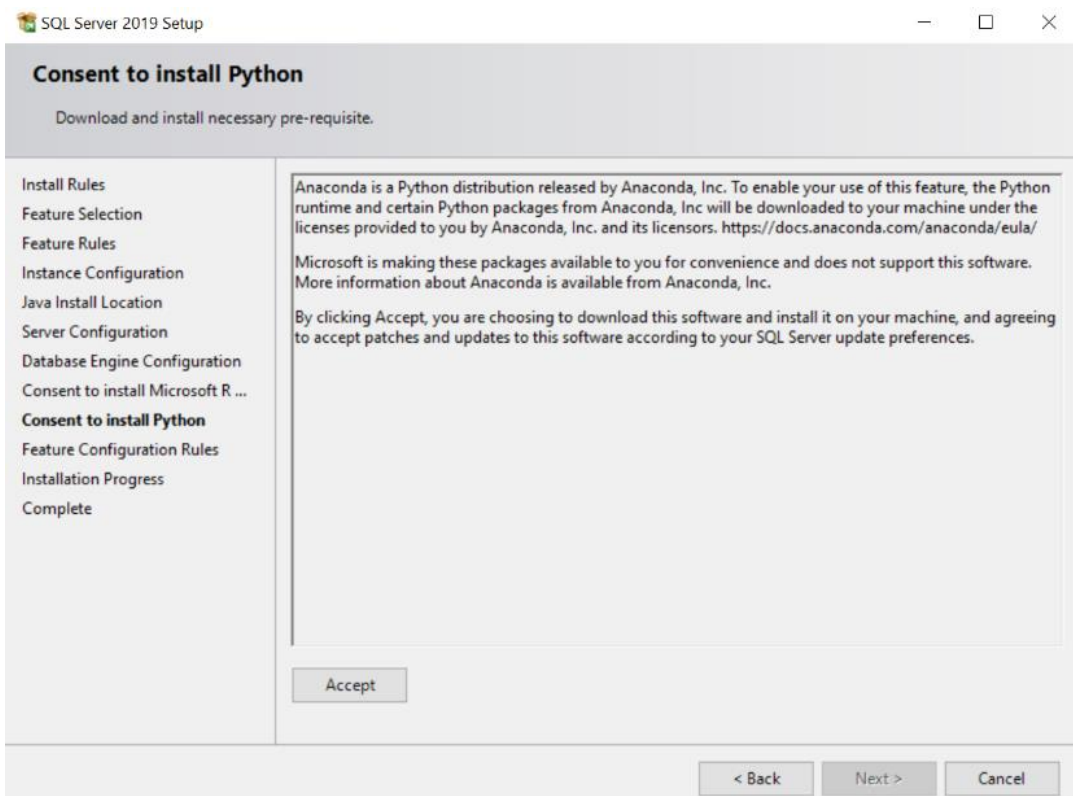 SQL Server 2019 Setup
Consent to install Python
Download and install necessary pre-requisite.
Install Rules
Feature Selection
Feature Rules
Instance Configuration
Java Install Location
Server Configuration
Database Engine Configuration
Consent to install Microsoft R ...
Consent to install Python
Feature Configuration Rules
Installation Progress
Complete
Anaconda is a Python distribution released by Anaconda, Inc. To enable your use of this feature, the Python
runtime and certain Python packages from Anaconda, Inc will be downloaded to your machine under the
licenses provided to you by Anaconda, Inc. and its licensors. https://docs.anaconda.com/anaconda/eula/
Microsoft is making these packages available to you for convenience and does not support this software.
More information about Anaconda is available from Anaconda, Inc.
By clicking Accept, you are choosing to download this software and install it on your machine, and agreeing
to accept patches and updates to this software according to your SQL Server update preferences.
Accept
< Back
Next >
Cancel